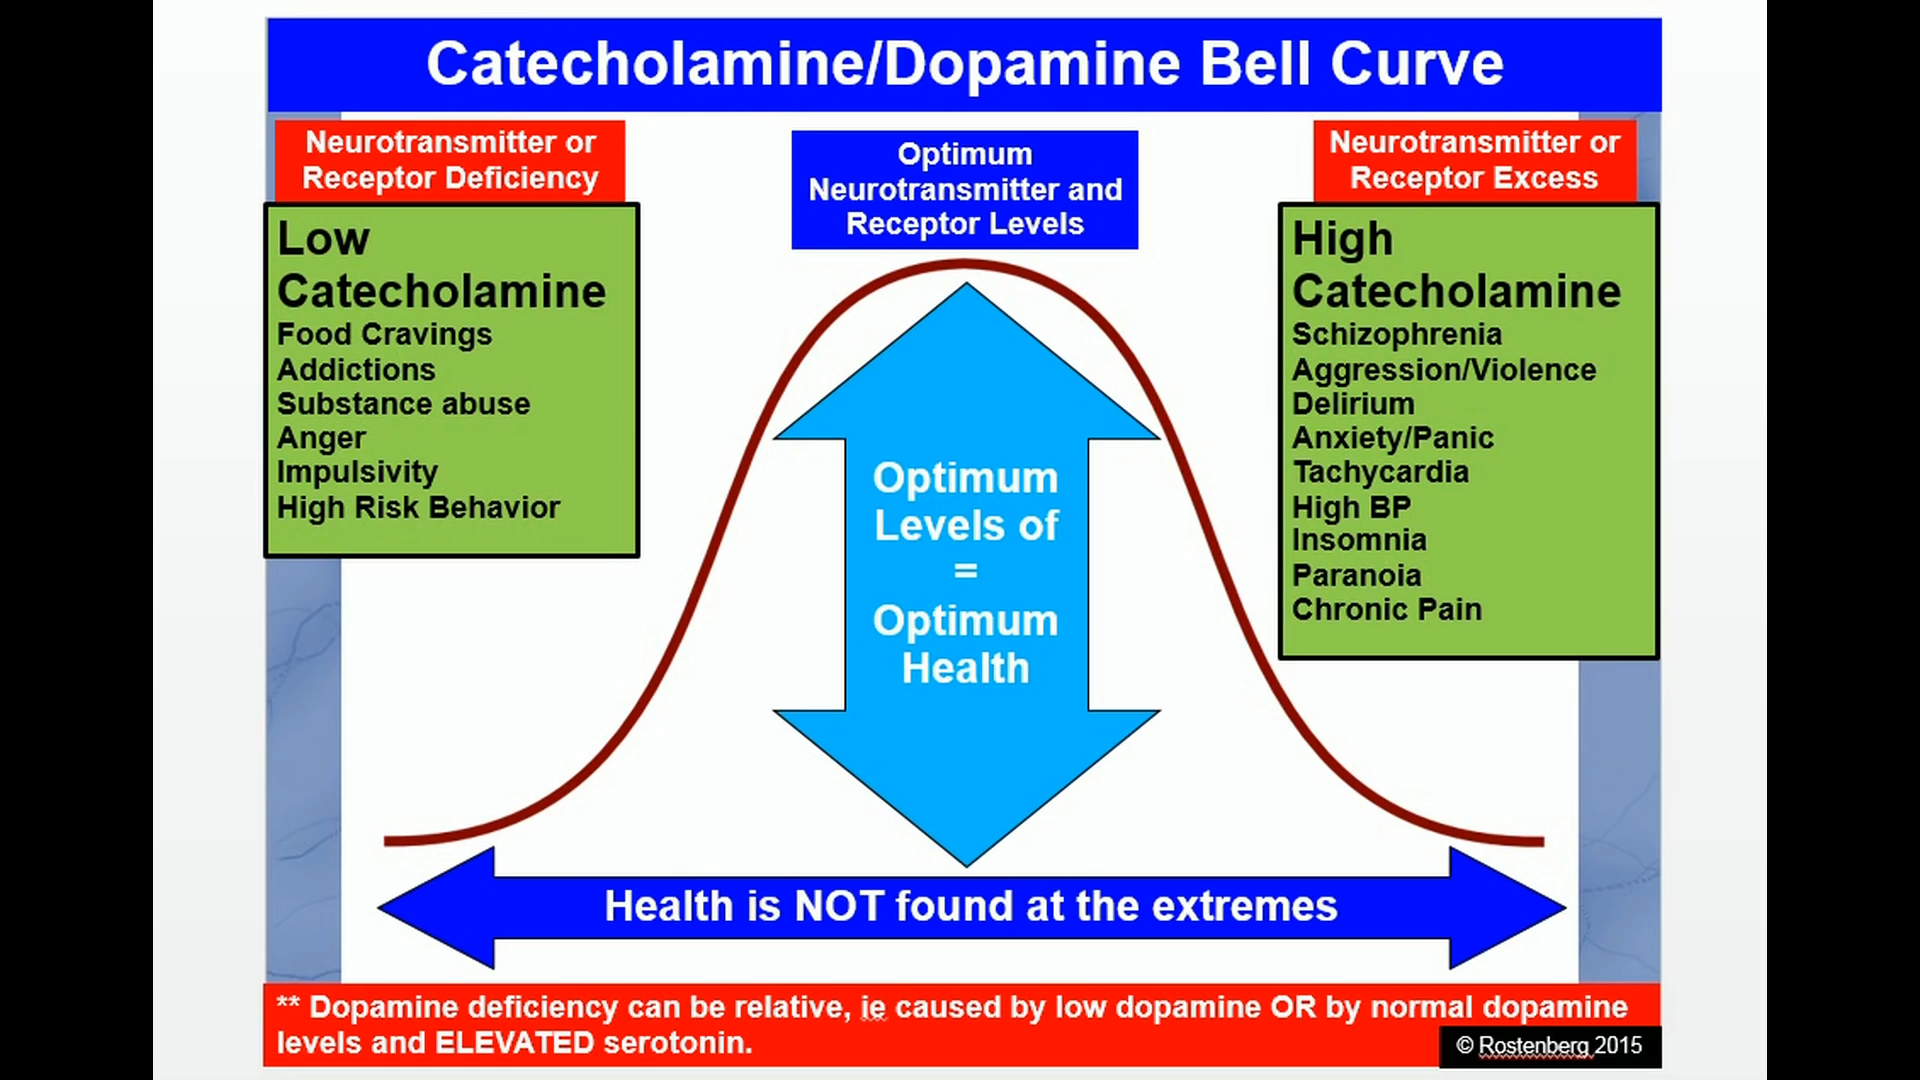 Catecholamine/Dopamine Bell Curve
Neurotransmitter or
Receptor Deficiency
Low
Catecholamine
Food Cravings
Addictions
Substance abuse
Anger
Impulsivity
High Risk Behavior
Optimum
Neurotransmitter and
Receptor Levels
Optimum
Levels of
=
Optimum
Health
Neurotransmitter or
Receptor Excess
High
Catecholamine
Schizophrenia
Aggression/Violence
Delirium
Anxiety/Panic
Tachycardia
High BP
Insomnia
Paranoia
Chronic Pain
Health is NOT found at the extremes
** Dopamine deficiency can be relative, ie caused by low dopamine OR by normal dopamine
levels and ELEVATED serotonin.
© Rostenberg 2015